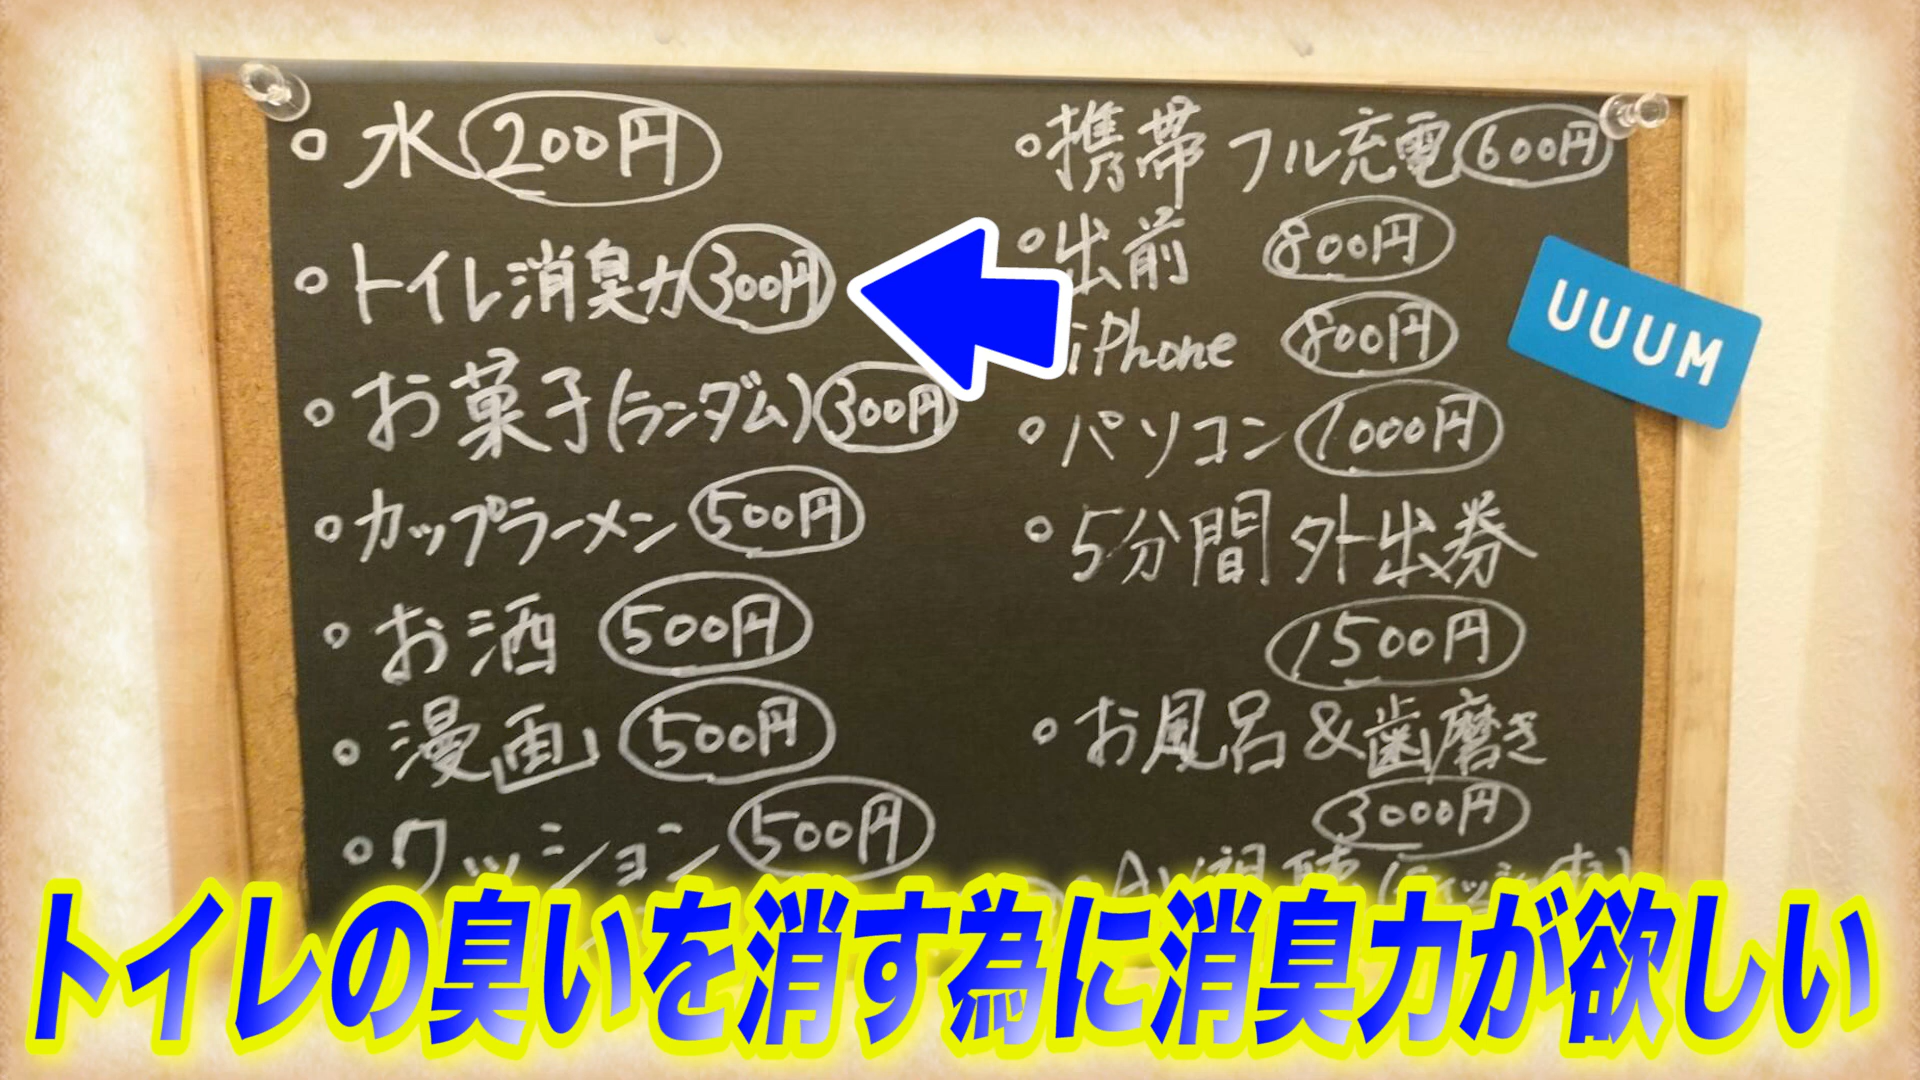 ○水 200円
○トイレ消臭力 300円
○お菓子(ランダム) 300円
○カップラーメン 500円
○お酒 500円
○漫画 500円
○クッション 500円
○携帯フル充電 600円
○出前 800円
iPhone 800円
○パソコン 1000円
○5分間外出券
1500円
○お風呂&歯磨き
3000円
AV視聴
UUUM
トイレの臭いを消す為に消臭力が欲しい